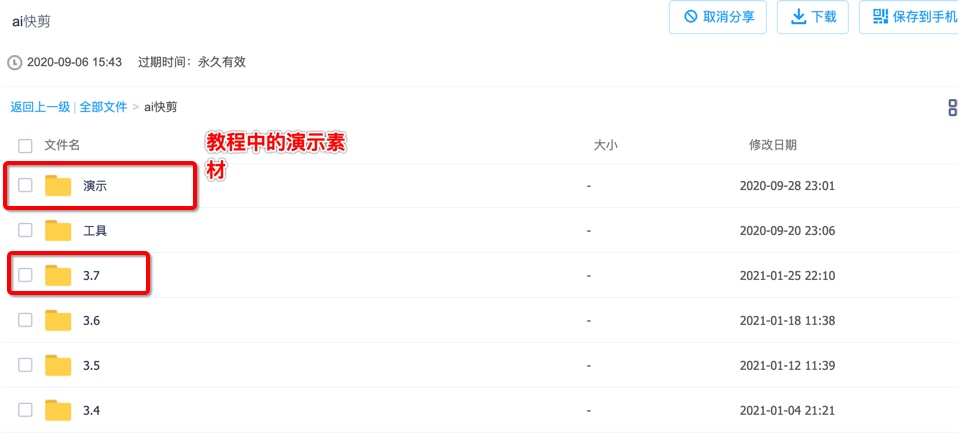 ai快剪
取消分享 下载 保存到手机
2020-09-06 15:43 过期时间：永久有效
返回上一级 | 全部文件 > ai快剪
文件名 大小 修改日期
教程中的演示素
材
演示 - 2020-09-28 23:01
工具 - 2020-09-20 23:06
3.7 - 2021-01-25 22:10
3.6 - 2021-01-18 11:38
3.5 - 2021-01-12 11:39
3.4 - 2021-01-04 21:21